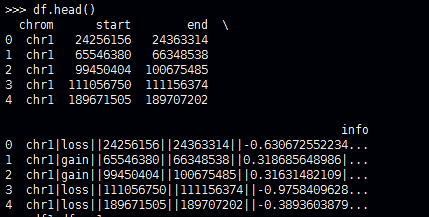 >>> df.head()
chrom start end \
0 chr1 24256156 24363314
1 chr1 65546380 66348538
2 chr1 99450404 100675485
3 chr1 111056750 111156374
4 chr1 189671505 189707202
info
0 chr1|loss||24256156||24363314||-0.630672552234...
1 chr1|gain||65546380||66348538||0.318685648986|...
2 chr1|gain||99450404||100675485||0.31631482109|...
3 chr1|loss||111056750||111156374||-0.9758409628...
4 chr1|loss||189671505||189707202||-0.3893603879...